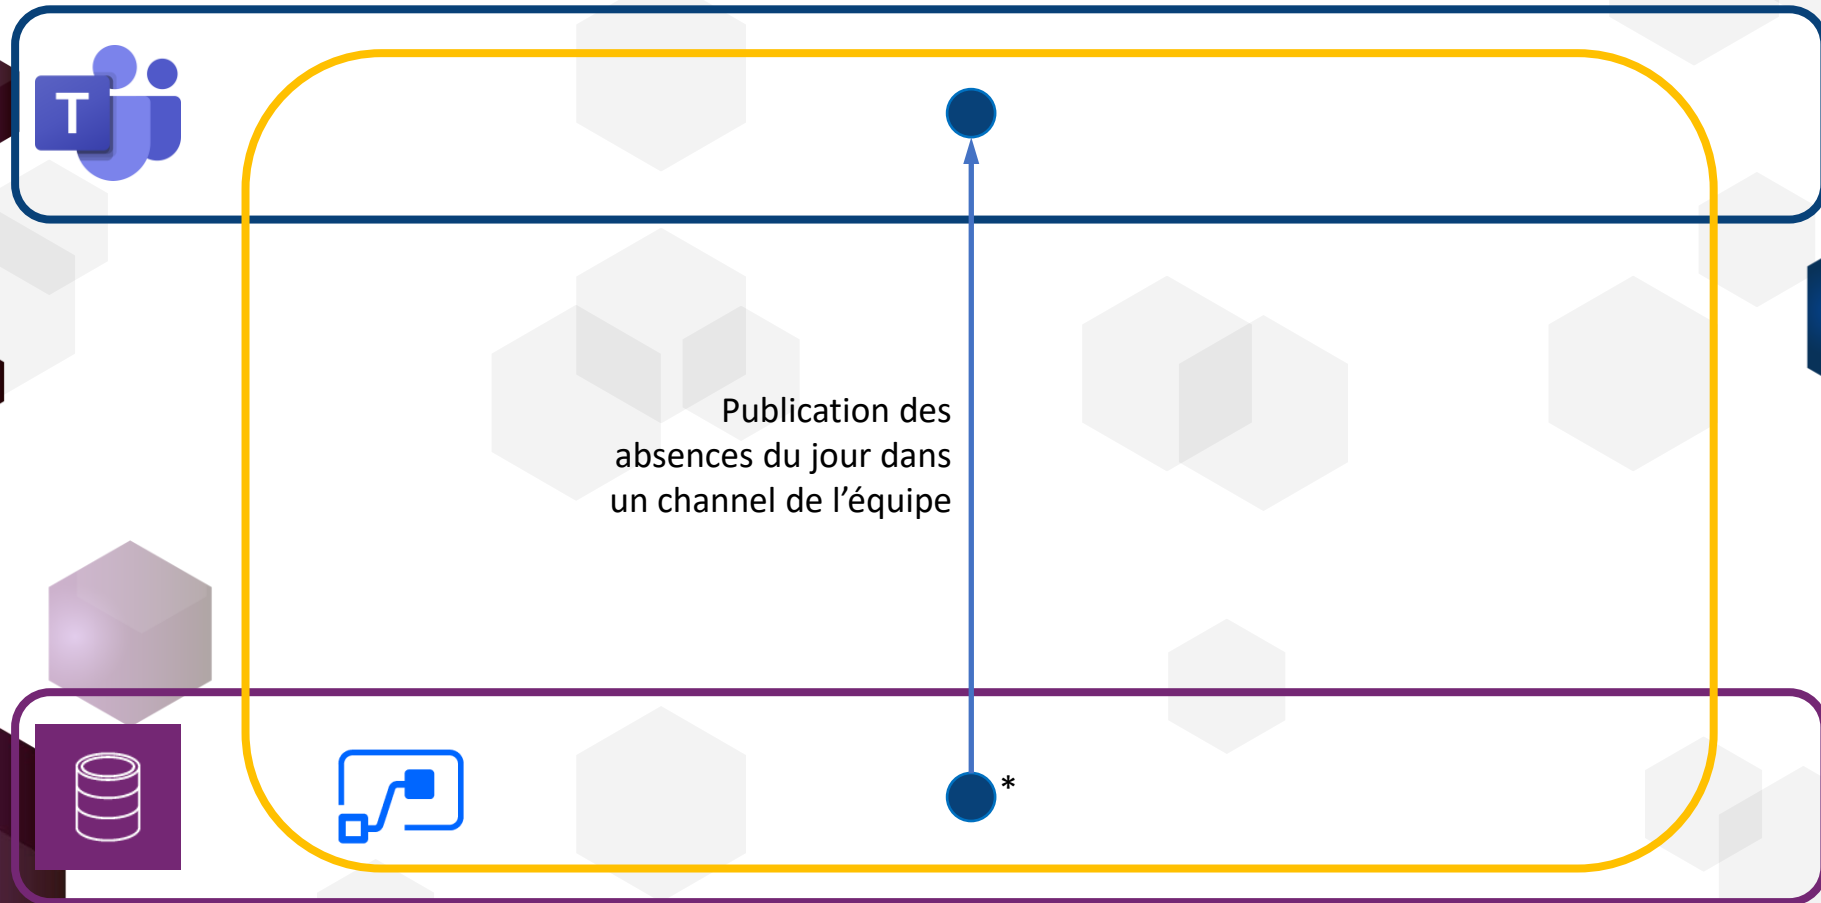 T
Publication des
absences du jour dans
un channel de l’équipe
*